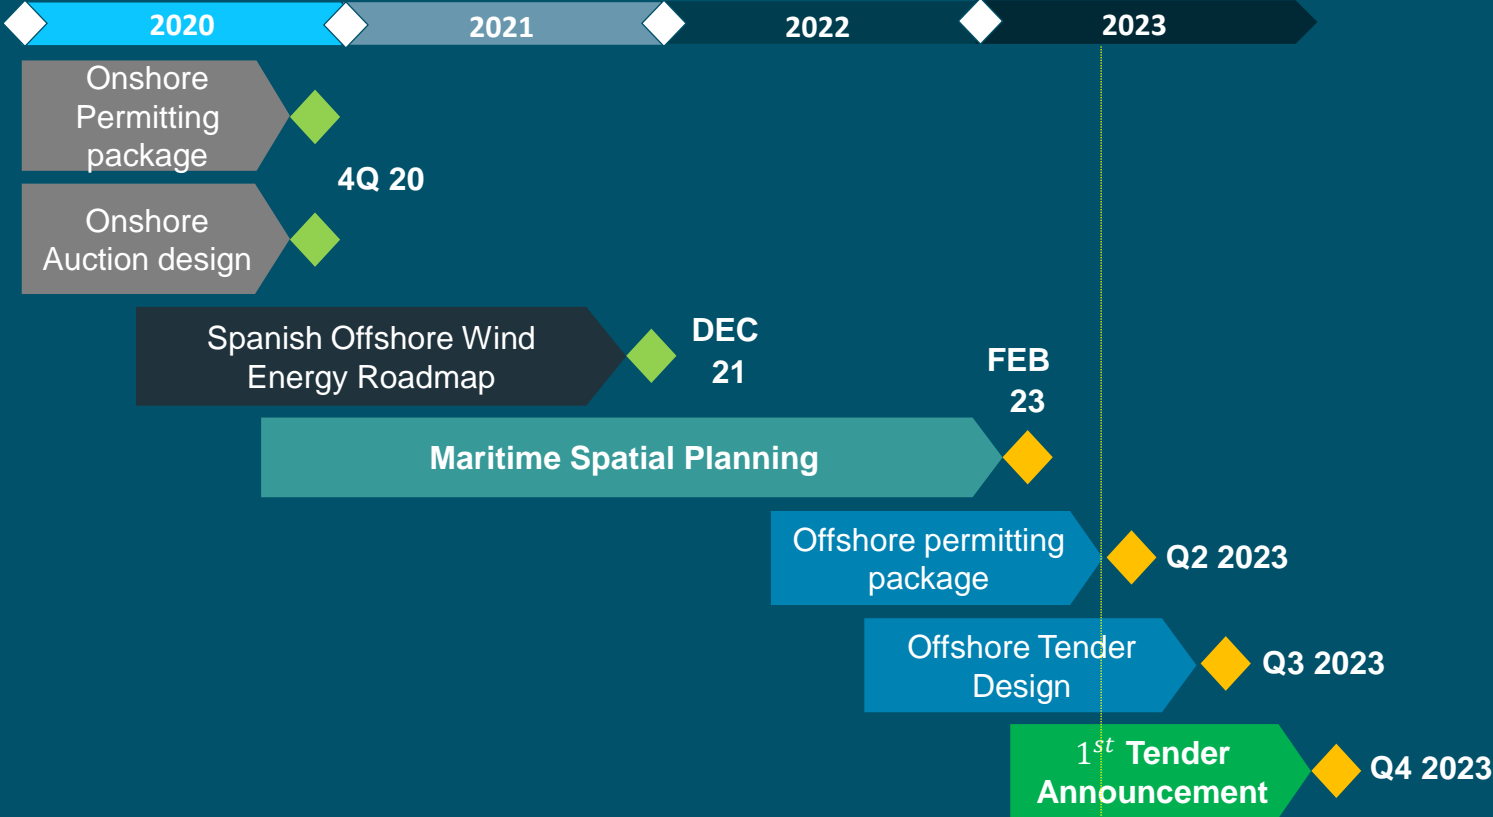 2020
2021
2022
2023
Onshore
Permitting
package
4Q 20
Onshore
Auction design
Spanish Offshore Wind
Energy Roadmap
DEC
21
Maritime Spatial Planning
FEB
23
Offshore permitting
package
Q2 2023
Offshore Tender
Design
Q3 2023
1st Tender
Announcement
Q4 2023